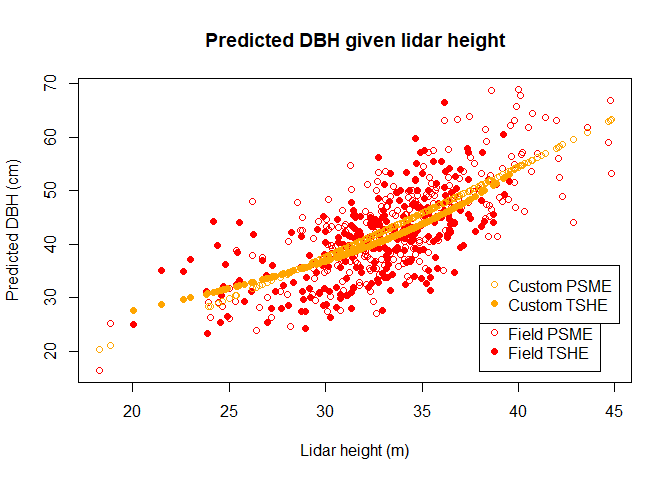 Predicted DBH given lidar height
Predicted DBH (cm)
70
60
50
40
30
20
Custom PSME
Custom TSHE
Field PSME
Field TSHE
20 25 30 35 40 45
Lidar height (m)